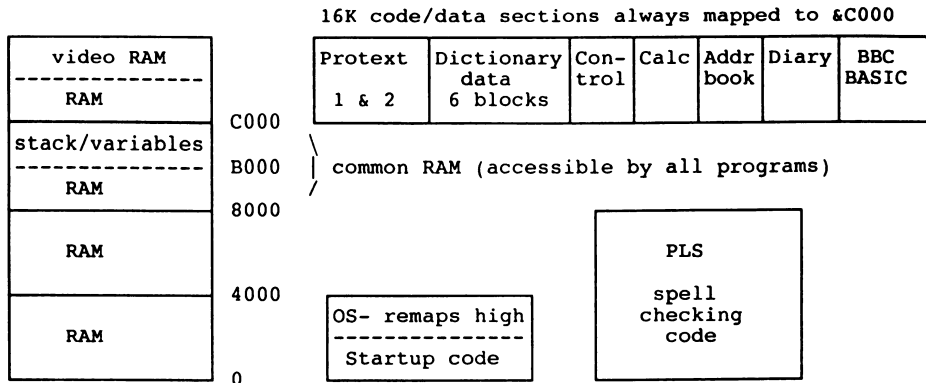 16K code/data sections always mapped to &C000
video RAM
RAM
C000
stack/variables
B000
RAM
8000
RAM
4000
RAM
0
Protext
1 & 2
Dictionary
data
6 blocks
Con-
trol
Calc
Addr
book
Diary
BBC
BASIC
common RAM (accessible by all programs)
OS- remaps high
Startup code
PLS
spell
checking
code